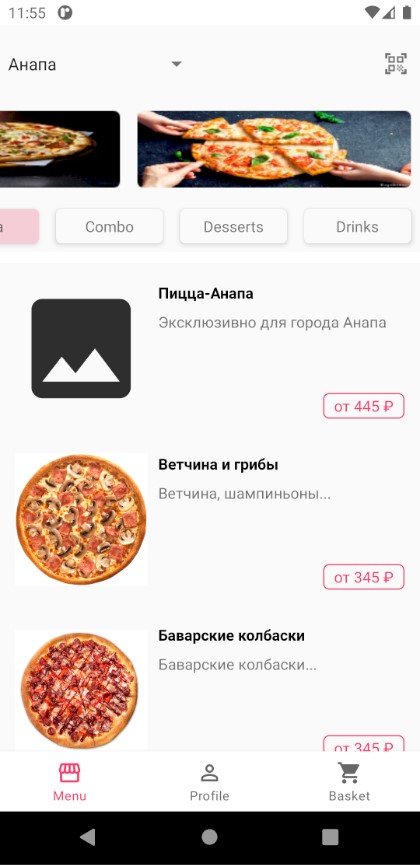 11:55
Анапа
a
Combo
Desserts
Drinks
Пицца-Анапа
Эксклюзивно для города Анапа
от 445 ₽
Ветчина и грибы
Ветчина, шампиньоны...
от 345 ₽
Баварские колбаски
Баварские колбаски...
от 345 ₽
Menu
Profile
Basket